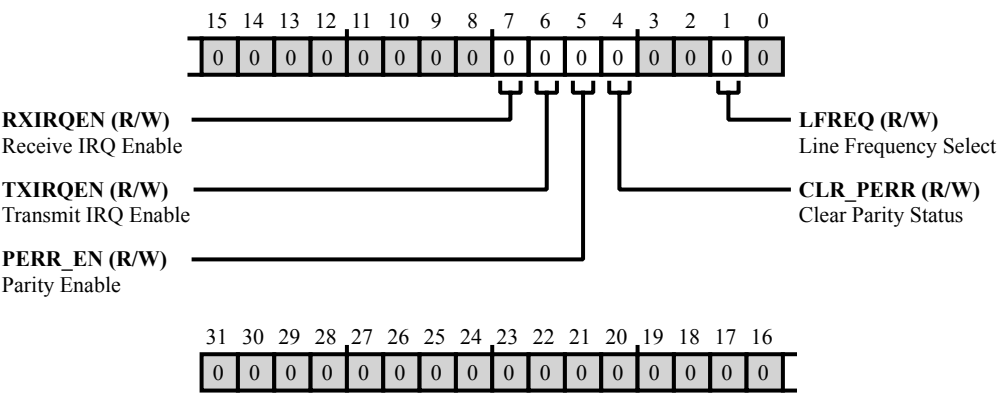 15 14 13 12 11 10 9 8 7 6 5 4 3 2 1 0
0 0 0 0 0 0 0 0 0 0 0 0 0 0 0 0
RXIRQEN (R/W)
Receive IRQ Enable
LFREQ (R/W)
Line Frequency Select
TXIRQEN (R/W)
Transmit IRQ Enable
CLR_PERR (R/W)
Clear Parity Status
PERR_EN (R/W)
Parity Enable
31 30 29 28 27 26 25 24 23 22 21 20 19 18 17 16
0 0 0 0 0 0 0 0 0 0 0 0 0 0 0 0